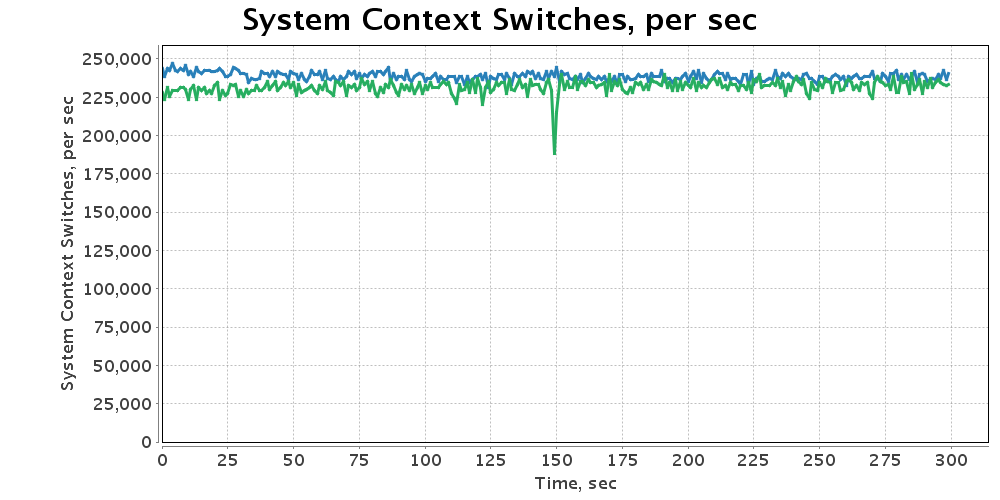 System Context Switches, per sec
System Context Switches, per sec
250,000
225,000
200,000
175,000
150,000
125,000
100,000
75,000
50,000
25,000
0
0 25 50 75 100 125 150 175 200 225 250 275 300
Time, sec